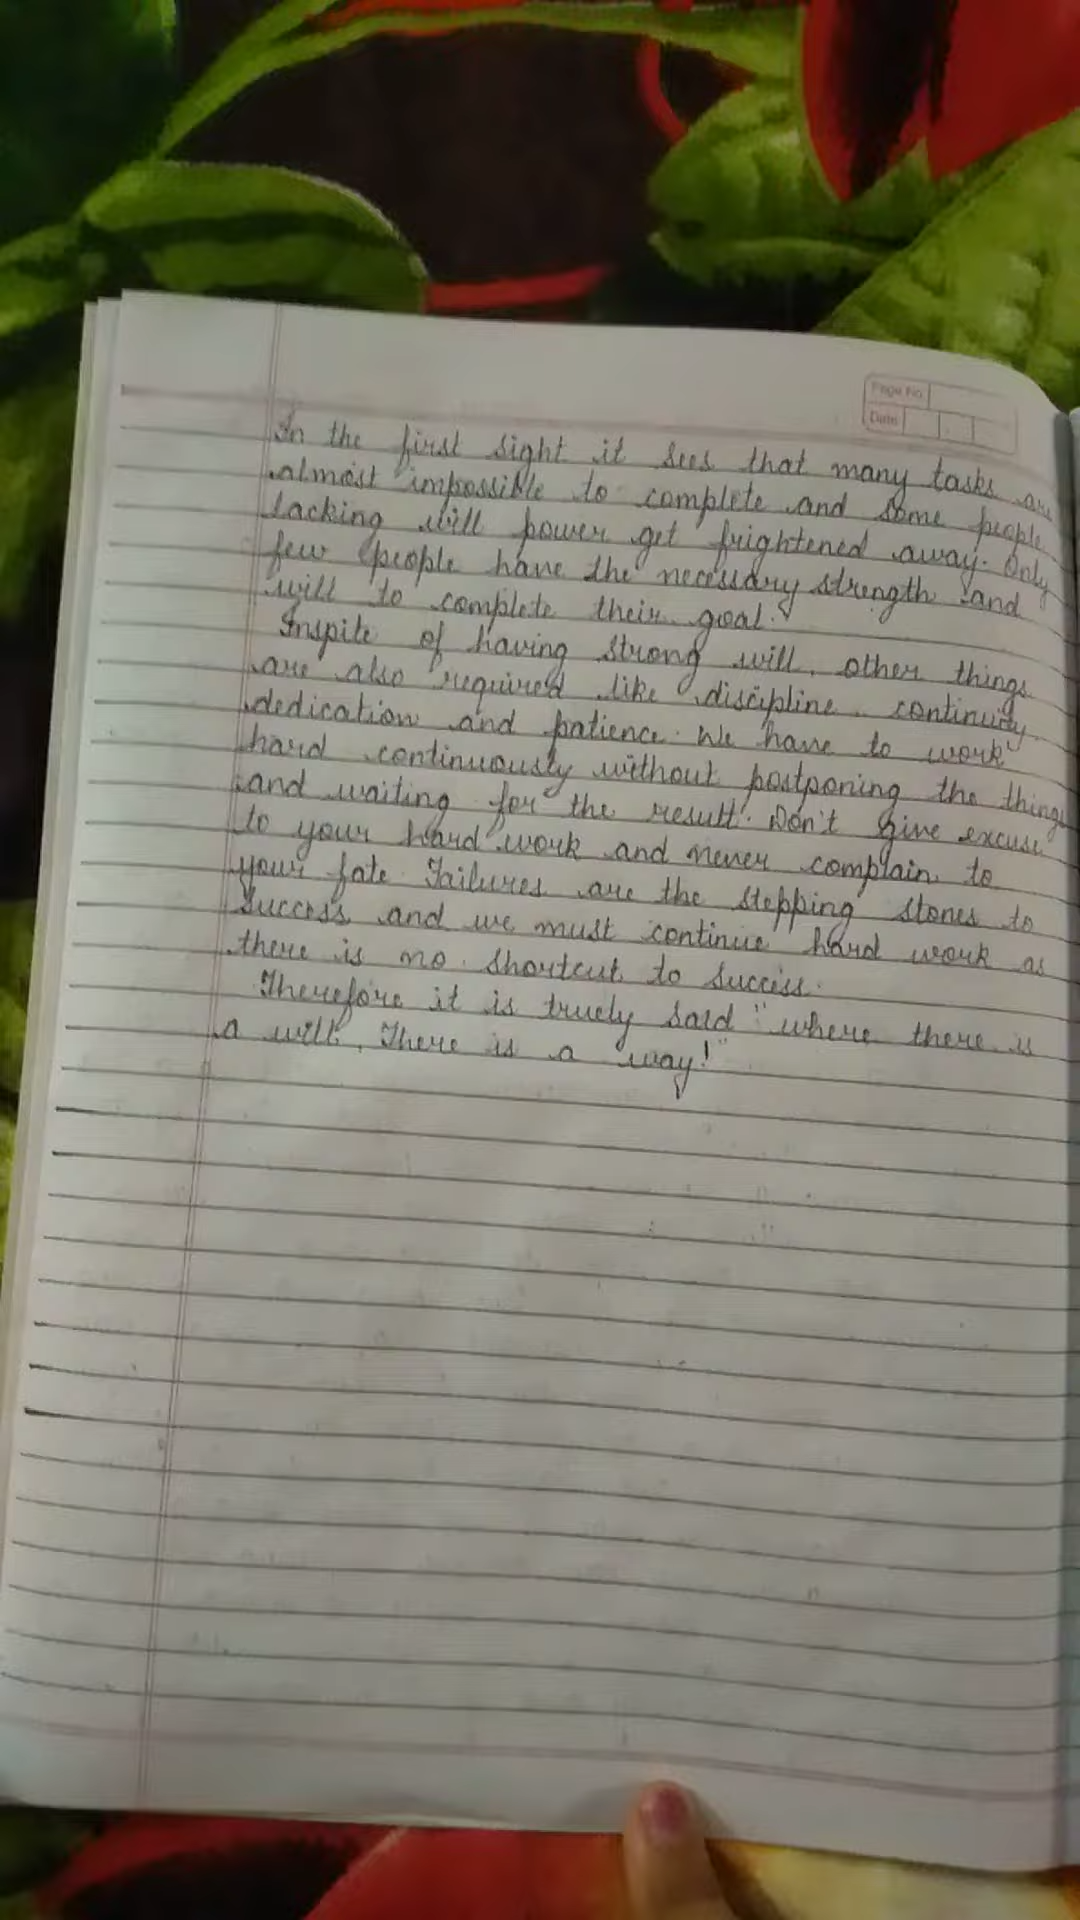 Page No
Date
In the first sight it sees that many tasks are
almost impossible to complete and some people
lacking will power get frightened away. Only
few people have the necessary strength and
will to complete their goal.
Inspite of having strong will, other things
are also required like discipline, continuity,
dedication and patience. We have to work
hard continuously without postponing the things
and waiting for the result. Don't give excuse
to your hard work and never complain to
your fate. Failures are the stepping stones to
success and we must continue hard work as
there is no shortcut to success.
Therefore it is truely said "where there is
a will, There is a way!"